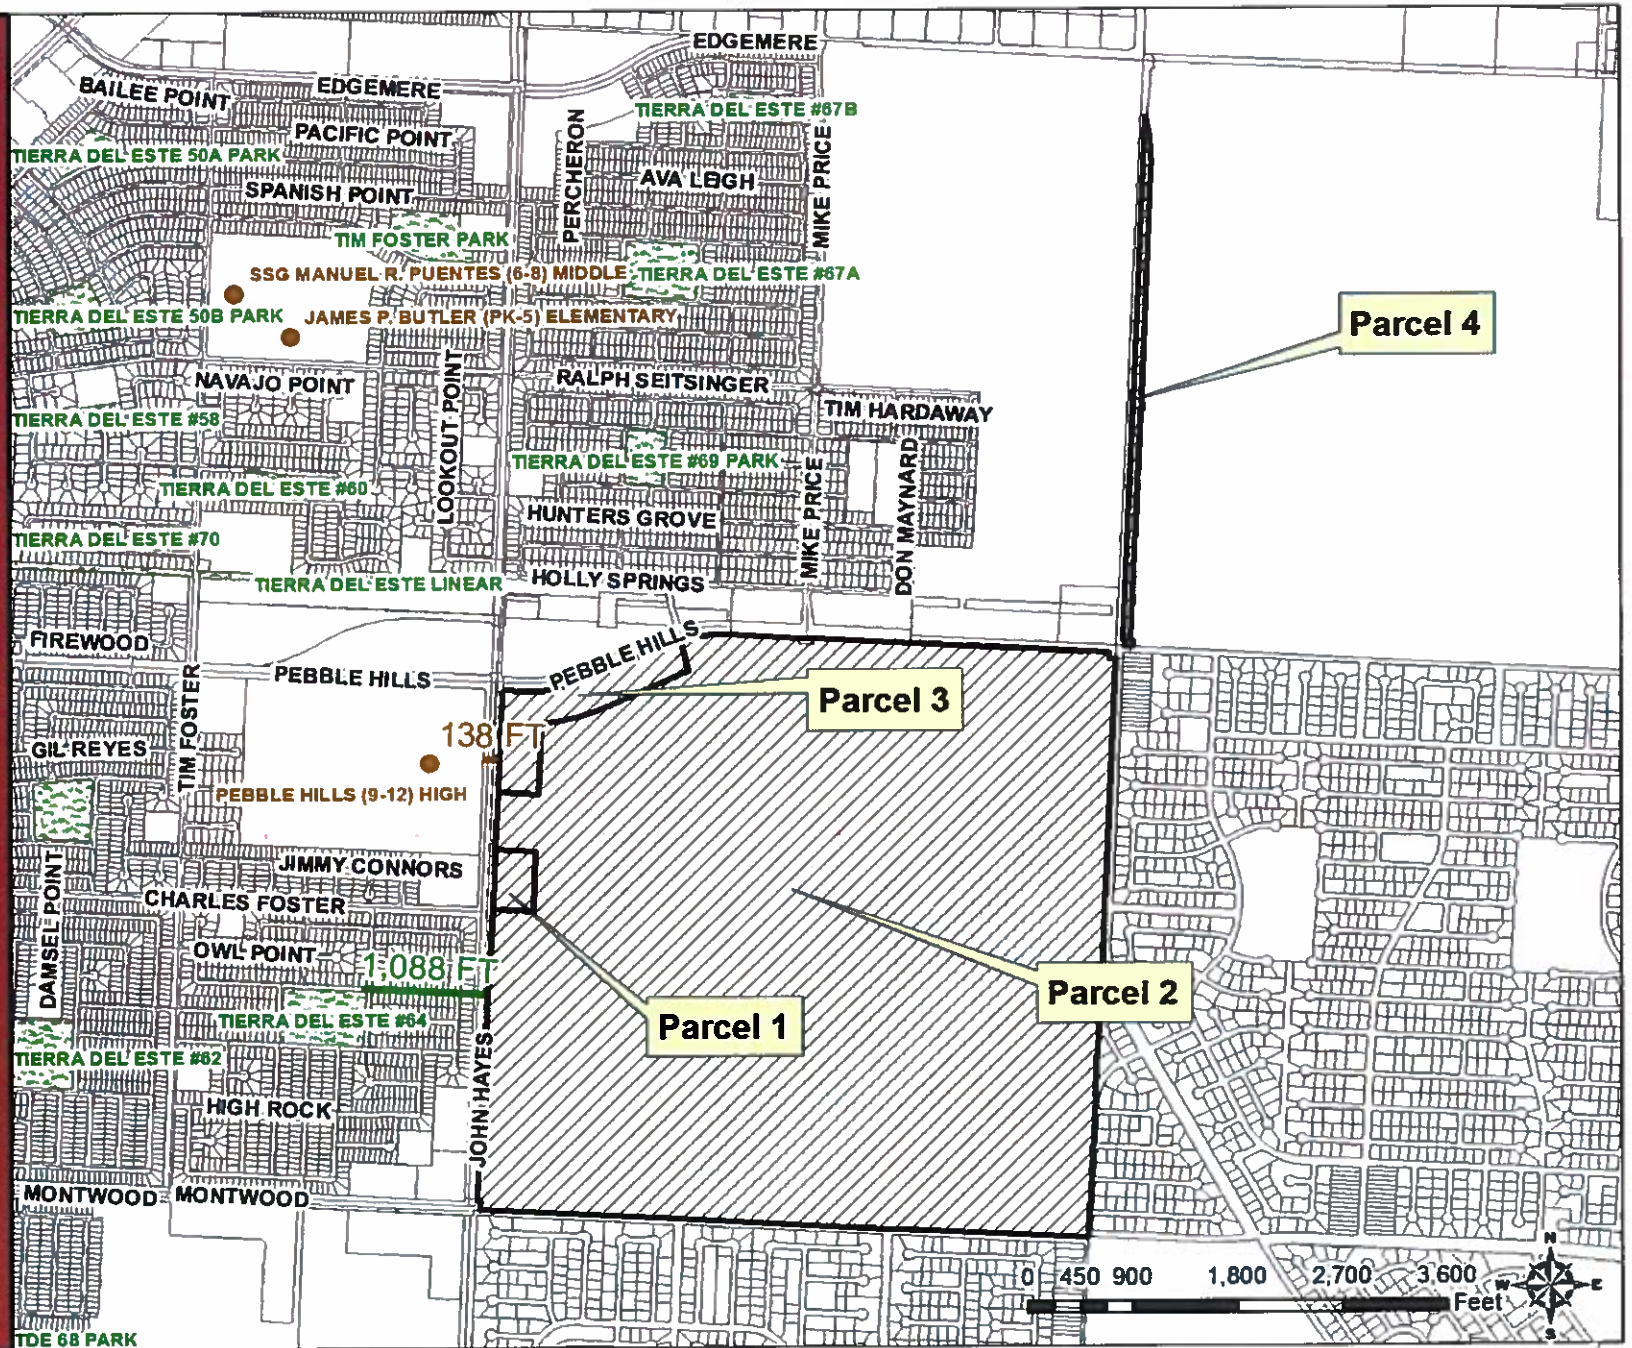 EDGEMERE
BAILEE POINT
EDGEMERE
TIERRA DEL ESTE #67B
PACIFIC POINT
PERCHERON
MIKE PRICE
TIERRA DEL ESTE 50A PARK
AVA LEIGH
SPANISH POINT
TIM FOSTER PARK
SSG MANUEL R. PUENTES (6-8) MIDDLE
TIERRA DEL ESTE #67A
TIERRA DEL ESTE 50B PARK
JAMES P. BUTLER (PK-5) ELEMENTARY
Parcel 4
NAVAJO POINT
LOOKOUT POINT
RALPH SEITSINGER
TIM HARDAWAY
TIERRA DEL ESTE #58
TIERRA DEL ESTE #69 PARK
MIKE PRICE
DON MAYNARD
TIERRA DEL ESTE #60
HUNTERS GROVE
TIERRA DEL ESTE #70
TIERRA DEL ESTE LINEAR
HOLLY SPRINGS
FIREWOOD
PEBBLE HILLS
PEBBLE HILLS
TIM FOSTER
Parcel 3
138 FT
GIL REYES
PEBBLE HILLS (9-12) HIGH
JIMMY CONNORS
DAMSEL POINT
CHARLES FOSTER
OWL POINT
1,088 FT
Parcel 2
TIERRA DEL ESTE #64
Parcel 1
TIERRA DEL ESTE #62
JOHN HAYES
HIGH ROCK
MONTWOOD
MONTWOOD
N
W
E
S
0 450 900 1,800 2,700 3,600
Feet
TDE 68 PARK